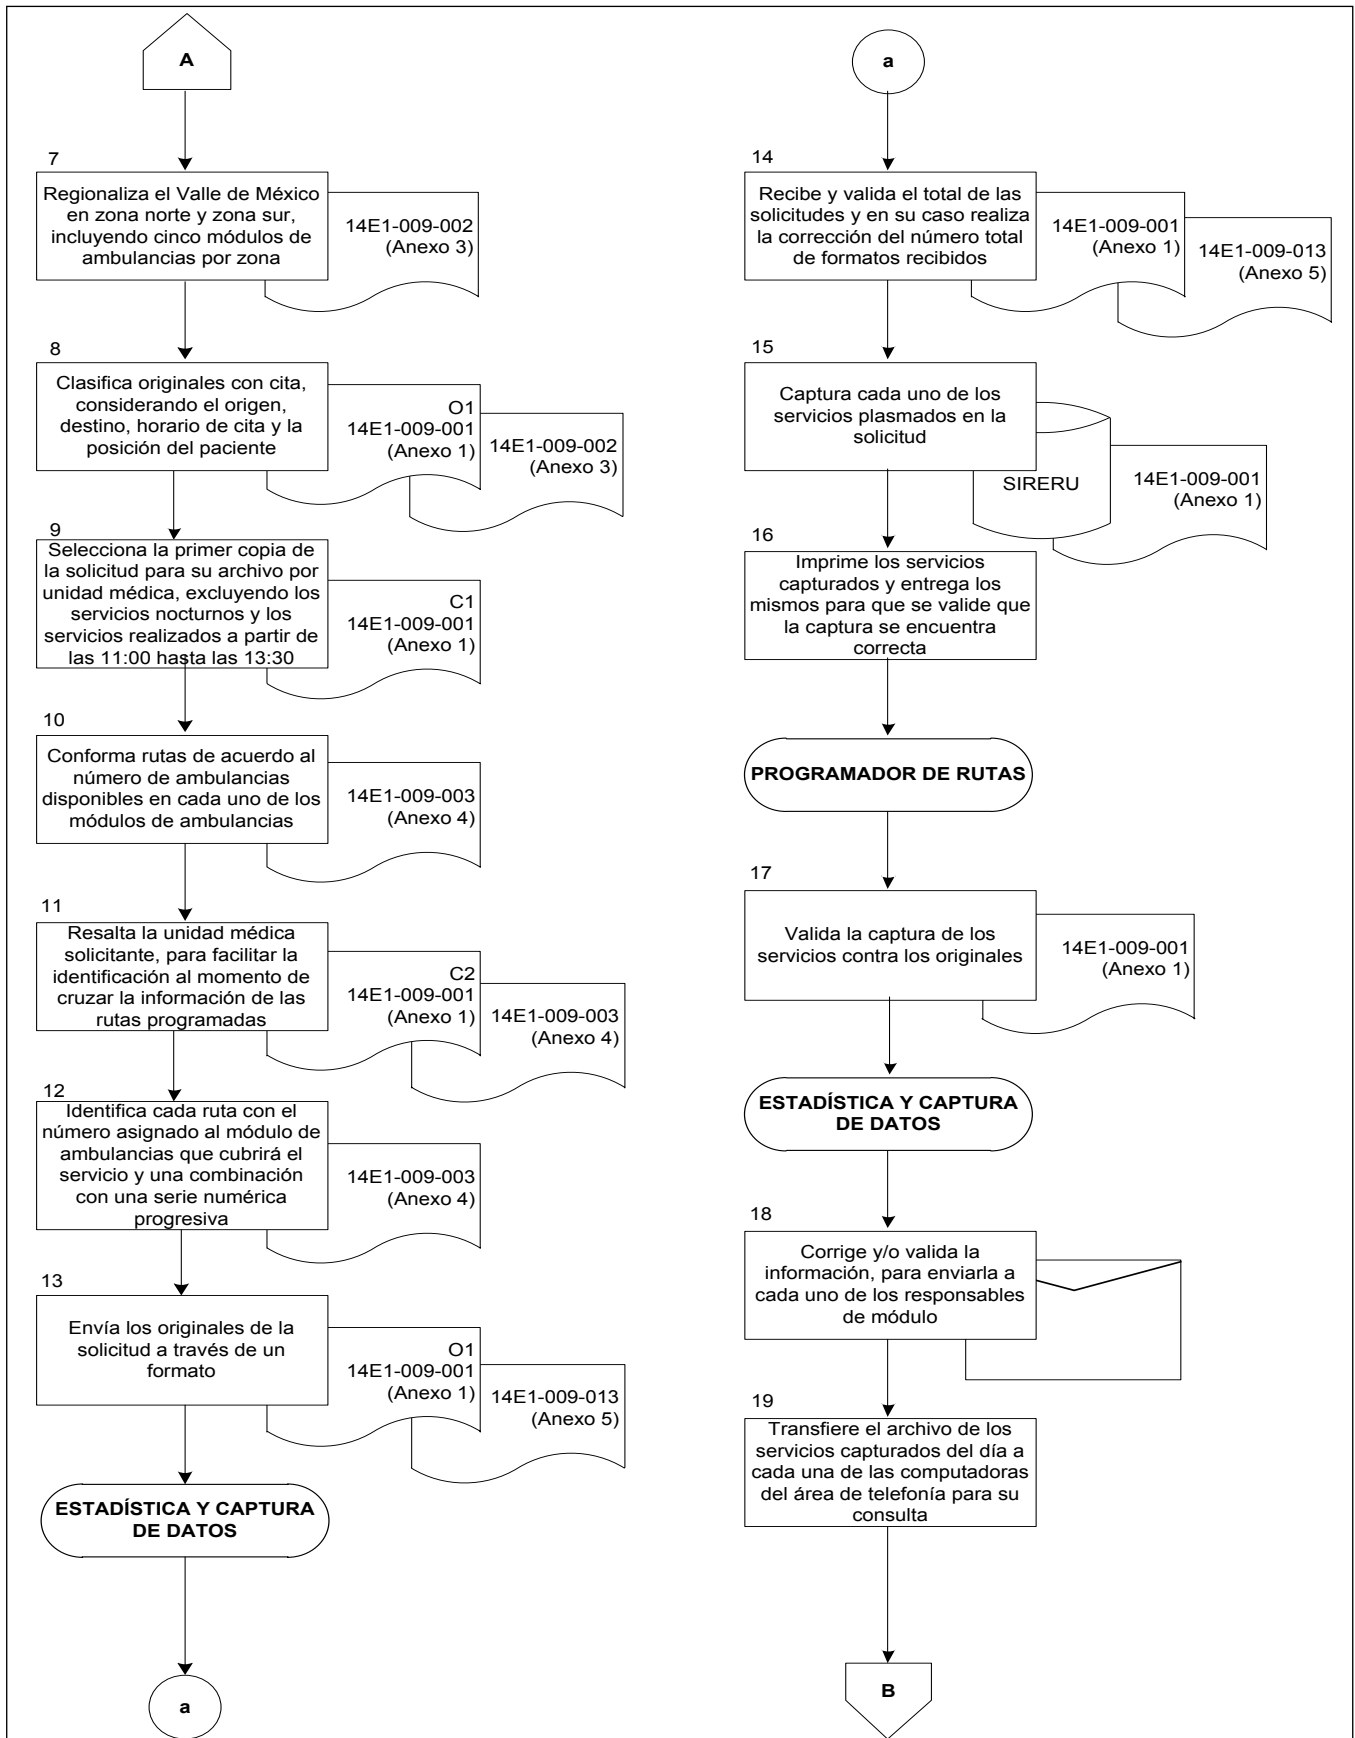 A
7
Regionaliza el Valle de México
en zona norte y zona sur,
incluyendo cinco módulos de
ambulancias por zona
14E1-009-002
(Anexo 3)
8
Clasifica originales con cita,
considerando el origen,
destino, horario de cita y la
posición del paciente
O1
14E1-009-001
(Anexo 1)
14E1-009-002
(Anexo 3)
9
Selecciona la primer copia de
la solicitud para su archivo por
unidad médica, excluyendo los
servicios nocturnos y los
servicios realizados a partir de
las 11:00 hasta las 13:30
C1
14E1-009-001
(Anexo 1)
10
Conforma rutas de acuerdo al
número de ambulancias
disponibles en cada uno de los
módulos de ambulancias
14E1-009-003
(Anexo 4)
11
Resalta la unidad médica
solicitante, para facilitar la
identificación al momento de
cruzar la información de las
rutas programadas
C2
14E1-009-001
(Anexo 1)
14E1-009-003
(Anexo 4)
12
Identifica cada ruta con el
número asignado al módulo de
ambulancias que cubrirá el
servicio y una combinación
con una serie numérica
progresiva
14E1-009-003
(Anexo 4)
13
Envía los originales de la
solicitud a través de un
formato
O1
14E1-009-001
(Anexo 1)
14E1-009-013
(Anexo 5)
ESTADÍSTICA Y CAPTURA
DE DATOS
a
a
14
Recibe y valida el total de las
solicitudes y en su caso realiza
la corrección del número total
de formatos recibidos
14E1-009-001
(Anexo 1)
14E1-009-013
(Anexo 5)
15
Captura cada uno de los
servicios plasmados en la
solicitud
SIRERU
14E1-009-001
(Anexo 1)
16
Imprime los servicios
capturados y entrega los
mismos para que se valide que
la captura se encuentra
correcta
PROGRAMADOR DE RUTAS
17
Valida la captura de los
servicios contra los originales
14E1-009-001
(Anexo 1)
ESTADÍSTICA Y CAPTURA
DE DATOS
18
Corrige y/o valida la
información, para enviarla a
cada uno de los responsables
de módulo
19
Transfiere el archivo de los
servicios capturados del día a
cada una de las computadoras
del área de telefonía para su
consulta
B